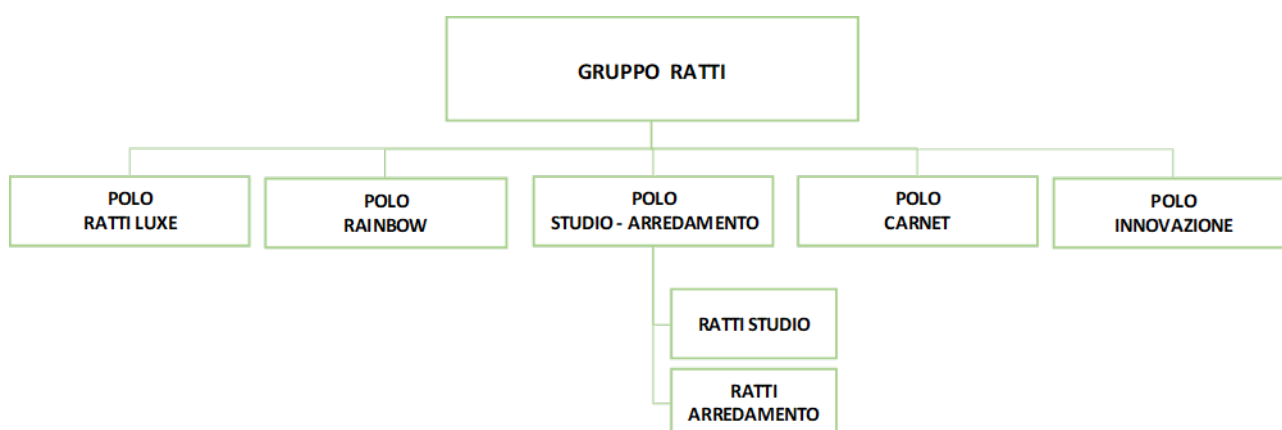 GRUPPO RATTI
POLO
RATTI LUXE
POLO
RAINBOW
POLO
STUDIO - ARREDAMENTO
POLO
CARNET
POLO
INNOVAZIONE
RATTI STUDIO
RATTI
ARREDAMENTO